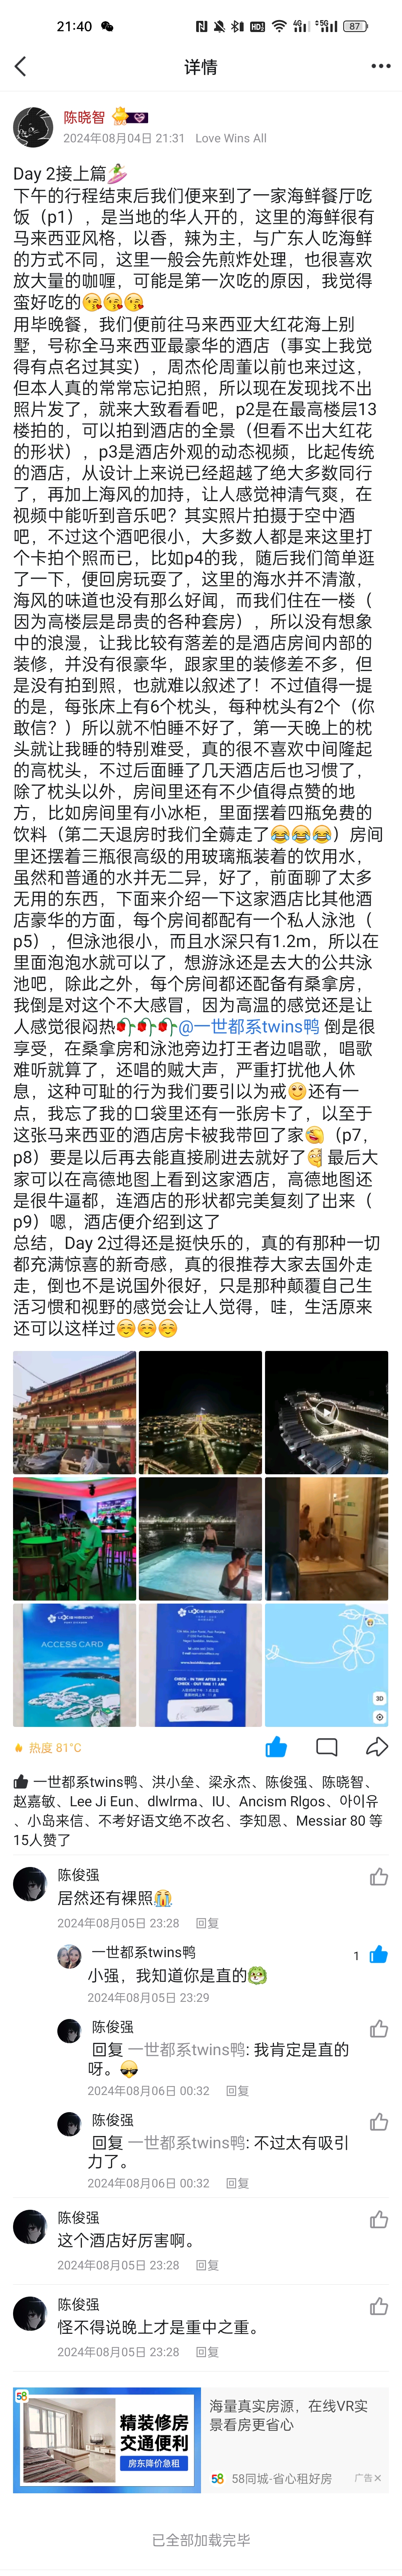 21:40
HD
4G
5G
87
详情
陈晓智
2024年08月04日 21:31 Love Wins All
Day 2接上篇🏄
下午的行程结束后我们便来到了一家海鲜餐厅吃
饭（p1），是当地的华人开的，这里的海鲜很有
马来西亚风格，以香，辣为主，与广东人吃海鲜
的方式不同，这里一般会先煎炸处理，也很喜欢
放大量的咖喱，可能是第一次吃的原因，我觉得
蛮好吃的😘😘😘
用毕晚餐，我们便前往马来西亚大红花海上别
墅，号称全马来西亚最豪华的酒店（事实上我觉
得有点名过其实），周杰伦周董以前也来过这，
但本人真的常常忘记拍照，所以现在发现找不出
照片发了，就来大致看看吧，p2是在最高楼层13
楼拍的，可以拍到酒店的全景（但看不出大红花
的形状），p3是酒店外观的动态视频，比起传统
的酒店，从设计上来说已经超越了绝大多数同行
了，再加上海风的加持，让人感觉神清气爽，在
视频中能听到音乐吧？其实照片拍摄于空中酒
吧，不过这个酒吧很小，大多数人都是来这里打
个卡拍个照而已，比如p4的我，随后我们简单逛
了一下，便回房玩耍了，这里的海水并不清澈，
海风的味道也没有那么好闻，而我们住在一楼（
因为高楼层是昂贵的各种套房），所以没有想象
中的浪漫，让我比较有落差的是酒店房间内部的
装修，并没有很豪华，跟家里的装修差不多，但
是没有拍到照，也就难以叙述了！不过值得一提
的是，每张床上有6个枕头，每种枕头有2个（你
敢信？）所以就不怕睡不好了，第一天晚上的枕
头就让我睡的特别难受，真的很不喜欢中间隆起
的高枕头，不过后面睡了几天酒店后也习惯了，
除了枕头以外，房间里还有不少值得点赞的地
方，比如房间里有小冰柜，里面摆着四瓶免费的
饮料（第二天退房时我们全薅走了😂😂😂）房间
里还摆着三瓶很高级的用玻璃瓶装着的饮用水，
虽然和普通的水并无二异，好了，前面聊了太多
无用的东西，下面来介绍一下这家酒店比其他酒
店豪华的方面，每个房间都配有一个私人泳池（
p5），但泳池很小，而且水深只有1.2m，所以在
里面泡泡水就可以了，想游泳还是去大的公共泳
池吧，除此之外，每个房间都还配备有桑拿房，
我倒是对这个不大感冒，因为高温的感觉还是让
人感觉很闷热🥀🥀🥀@一世都系twins鸭 倒是很
享受，在桑拿房和泳池旁边打王者边唱歌，唱歌
难听就算了，还唱的贼大声，严重打扰他人休
息，这种可耻的行为我们要引以为戒🙂还有一
点，我忘了我的口袋里还有一张房卡了，以至于
这张马来西亚的酒店房卡被我带回了家🤣（p7，
p8）要是以后再去能直接刷进去就好了🥰 最后大
家可以在高德地图上看到这家酒店，高德地图还
是很牛逼都，连酒店的形状都完美复刻了出来（
p9）嗯，酒店便介绍到这了
总结，Day 2过得还是挺快乐的，真的有那种一切
都充满惊喜的新奇感，真的很推荐大家去国外走
走，倒也不是说国外很好，只是那种颠覆自己生
活习惯和视野的感觉会让人觉得，哇，生活原来
还可以这样过☺️☺️☺️
ACCESS CARD
CHECK - IN TIME AFTER 3 PM
CHECK - OUT TIME 11 AM
3D
热度 81°C
一世都系twins鸭、洪小垒、梁永杰、陈俊强、陈晓智、
赵嘉敏、Lee Ji Eun、dlwlrma、IU、Ancism Rlgos、아이유
、小岛来信、不考好语文绝不改名、李知恩、Messiar 80 等
15人赞了
陈俊强
居然还有裸照😭
2024年08月05日 23:28 回复
一世都系twins鸭
1
小强，我知道你是直的
2024年08月05日 23:29
陈俊强
回复 一世都系twins鸭: 我肯定是直的
呀。😎
2024年08月06日 00:32 回复
陈俊强
回复 一世都系twins鸭: 不过太有吸引
力了。
2024年08月06日 00:32 回复
陈俊强
这个酒店好厉害啊。
2024年08月05日 23:28 回复
陈俊强
怪不得说晚上才是重中之重。
2024年08月05日 23:28 回复
58
精装修房
交通便利
房东降价急租
海量真实房源，在线VR实
景看房更省心
58 58同城-省心租好房
广告×
已全部加载完毕